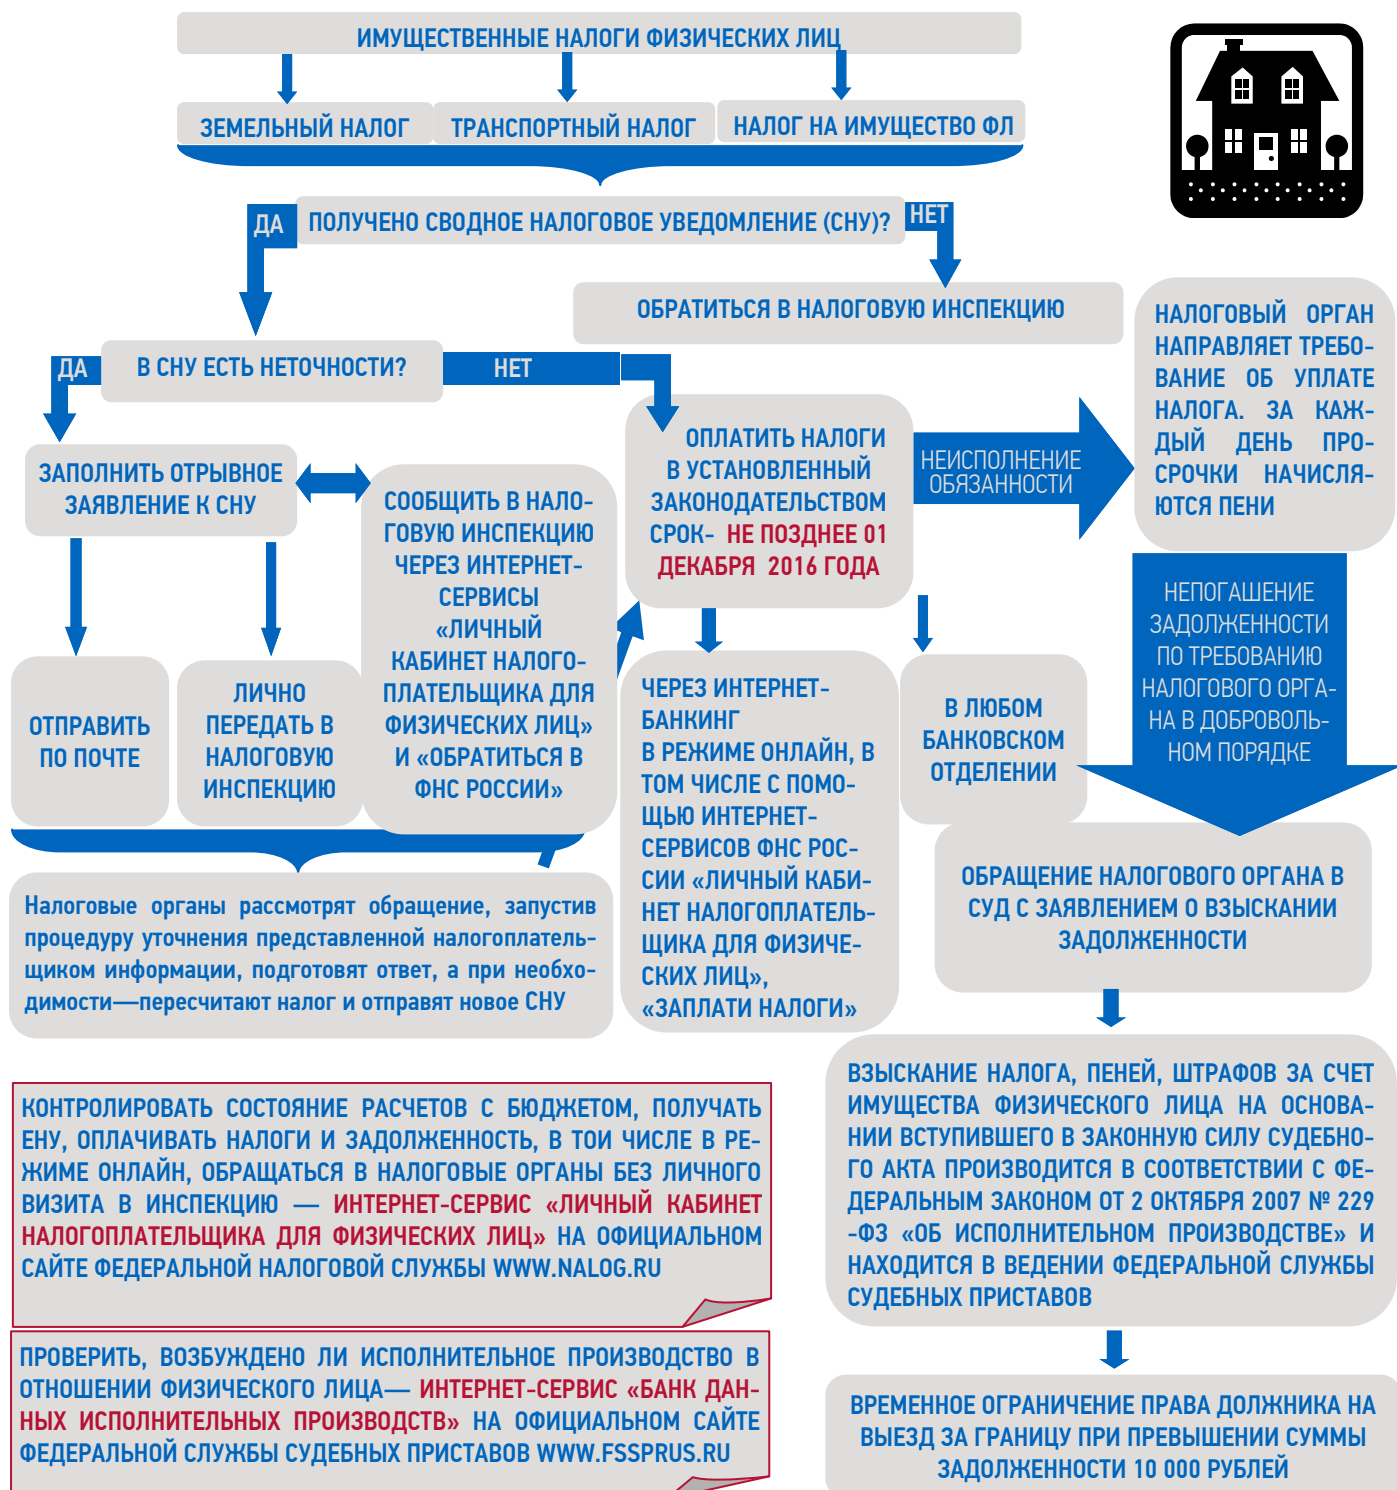 ИМУЩЕСТВЕННЫЕ НАЛОГИ ФИЗИЧЕСКИХ ЛИЦ
ЗЕМЕЛЬНЫЙ НАЛОГ
ТРАНСПОРТНЫЙ НАЛОГ
НАЛОГ НА ИМУЩЕСТВО ФЛ
ДА
ПОЛУЧЕНО СВОДНОЕ НАЛОГОВОЕ УВЕДОМЛЕНИЕ (СНУ)?
НЕТ
ОБРАТИТЬСЯ В НАЛОГОВУЮ ИНСПЕКЦИЮ
ДА
В СНУ ЕСТЬ НЕТОЧНОСТИ?
НЕТ
ЗАПОЛНИТЬ ОТРЫВНОЕ
ЗАЯВЛЕНИЕ К СНУ
СООБЩИТЬ В НАЛО-
ГОВУЮ ИНСПЕКЦИЮ
ЧЕРЕЗ ИНТЕРНЕТ-
СЕРВИСЫ
«ЛИЧНЫЙ
КАБИНЕТ НАЛОГО-
ПЛАТЕЛЬЩИКА ДЛЯ
ФИЗИЧЕСКИХ ЛИЦ»
И «ОБРАТИТЬСЯ В
ФНС РОССИИ»
ОТПРАВИТЬ
ПО ПОЧТЕ
ЛИЧНО
ПЕРЕДАТЬ В
НАЛОГОВУЮ
ИНСПЕКЦИЮ
Налоговые органы рассмотрят обращение, запустив
процедуру уточнения представленной налогоплатель-
щиком информации, подготовят ответ, а при необхо-
димости—пересчитают налог и отправят новое СНУ
ОПЛАТИТЬ НАЛОГИ
В УСТАНОВЛЕННЫЙ
ЗАКОНОДАТЕЛЬСТВОМ
СРОК- НЕ ПОЗДНЕЕ 01
ДЕКАБРЯ 2016 ГОДА
ЧЕРЕЗ ИНТЕРНЕТ-
БАНКИНГ
В РЕЖИМЕ ОНЛАЙН, В
ТОМ ЧИСЛЕ С ПОМО-
ЩЬЮ ИНТЕРНЕТ-
СЕРВИСОВ ФНС РОС-
СИИ «ЛИЧНЫЙ КАБИ-
НЕТ НАЛОГОПЛАТЕЛЬ-
ЩИКА ДЛЯ ФИЗИЧЕ-
СКИХ ЛИЦ»,
«ЗАПЛАТИ НАЛОГИ»
В ЛЮБОМ
БАНКОВСКОМ
ОТДЕЛЕНИИ
НЕИСПОЛНЕНИЕ
ОБЯЗАННОСТИ
НАЛОГОВЫЙ ОРГАН
НАПРАВЛЯЕТ ТРЕБО-
ВАНИЕ ОБ УПЛАТЕ
НАЛОГА. ЗА КАЖ-
ДЫЙ ДЕНЬ ПРО-
СРОЧКИ НАЧИСЛЯ-
ЮТСЯ ПЕНИ
НЕПОГАШЕНИЕ
ЗАДОЛЖЕННОСТИ
ПО ТРЕБОВАНИЮ
НАЛОГОВОГО ОРГА-
НА В ДОБРОВОЛЬ-
НОМ ПОРЯДКЕ
ОБРАЩЕНИЕ НАЛОГОВОГО ОРГАНА В
СУД С ЗАЯВЛЕНИЕМ О ВЗЫСКАНИИ
ЗАДОЛЖЕННОСТИ
ВЗЫСКАНИЕ НАЛОГА, ПЕНЕЙ, ШТРАФОВ ЗА СЧЕТ
ИМУЩЕСТВА ФИЗИЧЕСКОГО ЛИЦА НА ОСНОВА-
НИИ ВСТУПИВШЕГО В ЗАКОННУЮ СИЛУ СУДЕБНО-
ГО АКТА ПРОИЗВОДИТСЯ В СООТВЕТСТВИИ С ФЕ-
ДЕРАЛЬНЫМ ЗАКОНОМ ОТ 2 ОКТЯБРЯ 2007 № 229
-ФЗ «ОБ ИСПОЛНИТЕЛЬНОМ ПРОИЗВОДСТВЕ» И
НАХОДИТСЯ В ВЕДЕНИИ ФЕДЕРАЛЬНОЙ СЛУЖБЫ
СУДЕБНЫХ ПРИСТАВОВ
ВРЕМЕННОЕ ОГРАНИЧЕНИЕ ПРАВА ДОЛЖНИКА НА
ВЫЕЗД ЗА ГРАНИЦУ ПРИ ПРЕВЫШЕНИИ СУММЫ
ЗАДОЛЖЕННОСТИ 10 000 РУБЛЕЙ
КОНТРОЛИРОВАТЬ СОСТОЯНИЕ РАСЧЕТОВ С БЮДЖЕТОМ, ПОЛУЧАТЬ
ЕНУ, ОПЛАЧИВАТЬ НАЛОГИ И ЗАДОЛЖЕННОСТЬ, В ТОИ ЧИСЛЕ В РЕ-
ЖИМЕ ОНЛАЙН, ОБРАЩАТЬСЯ В НАЛОГОВЫЕ ОРГАНЫ БЕЗ ЛИЧНОГО
ВИЗИТА В ИНСПЕКЦИЮ — ИНТЕРНЕТ-СЕРВИС «ЛИЧНЫЙ КАБИНЕТ
НАЛОГОПЛАТЕЛЬЩИКА ДЛЯ ФИЗИЧЕСКИХ ЛИЦ» НА ОФИЦИАЛЬНОМ
САЙТЕ ФЕДЕРАЛЬНОЙ НАЛОГОВОЙ СЛУЖБЫ WWW.NALOG.RU
ПРОВЕРИТЬ, ВОЗБУЖДЕНО ЛИ ИСПОЛНИТЕЛЬНОЕ ПРОИЗВОДСТВО В
ОТНОШЕНИИ ФИЗИЧЕСКОГО ЛИЦА— ИНТЕРНЕТ-СЕРВИС «БАНК ДАН-
НЫХ ИСПОЛНИТЕЛЬНЫХ ПРОИЗВОДСТВ» НА ОФИЦИАЛЬНОМ САЙТЕ
ФЕДЕРАЛЬНОЙ СЛУЖБЫ СУДЕБНЫХ ПРИСТАВОВ WWW.FSSPRUS.RU